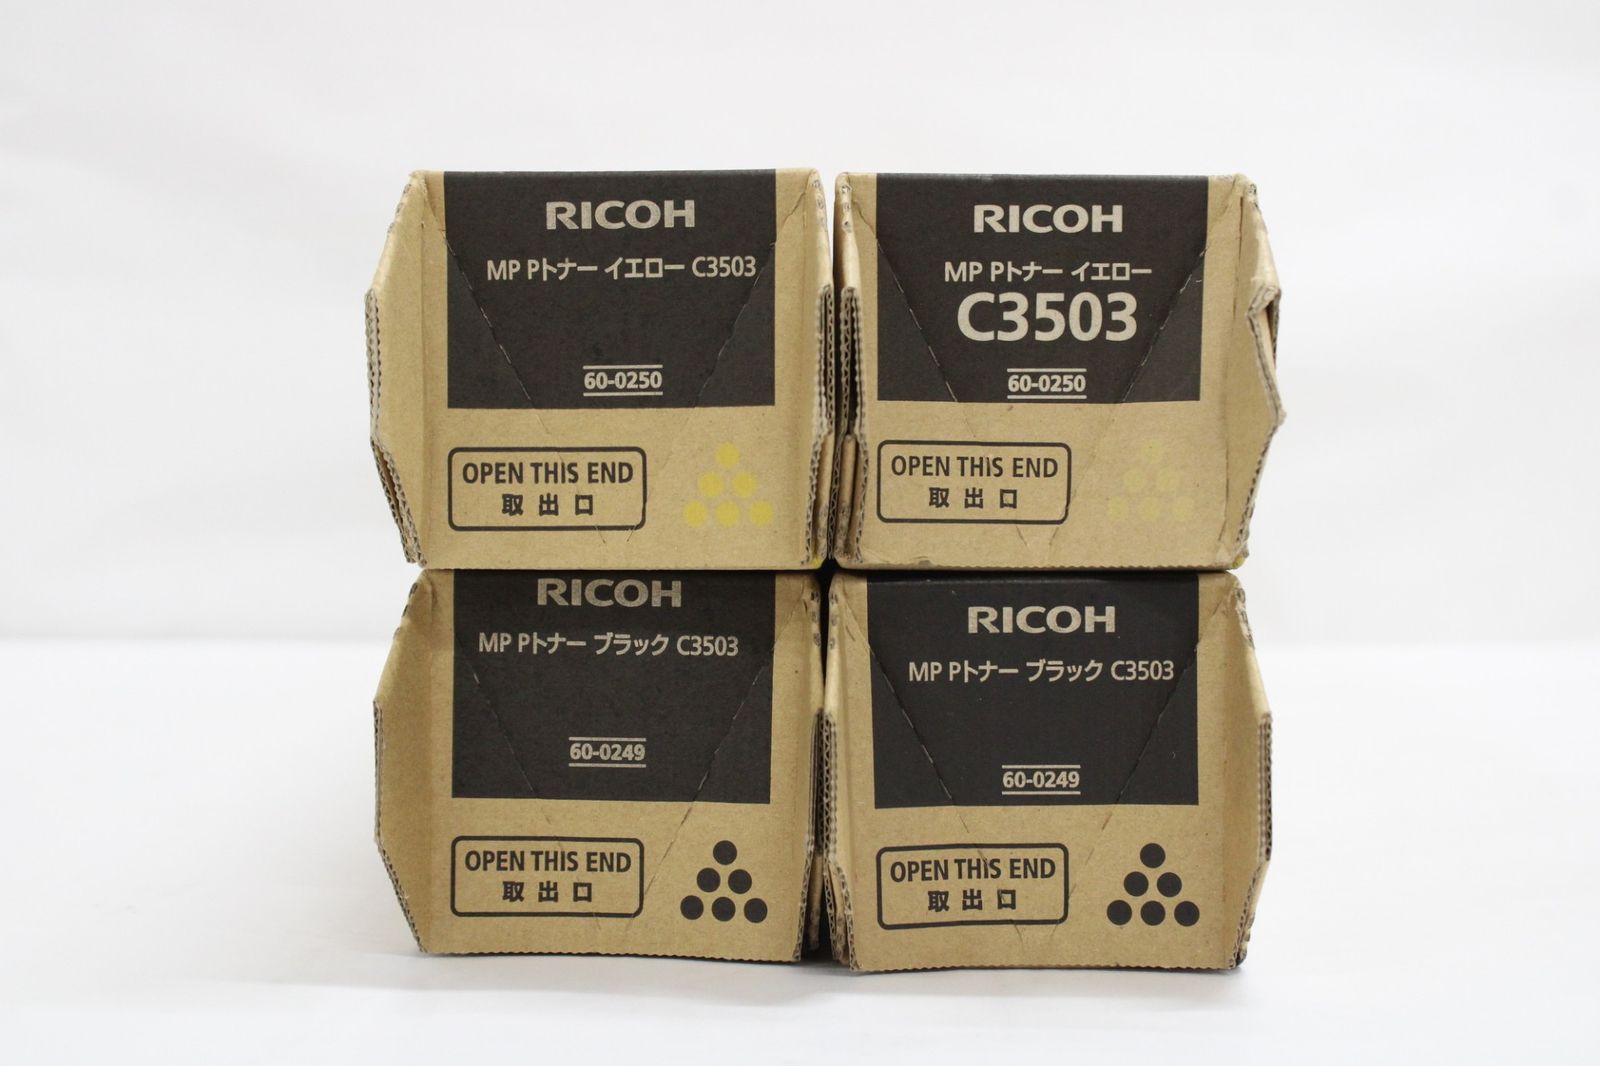 RICOH
MP Pトナー イエロー C3503
60-0250
OPEN THIS END
取出口
RICOH
MP Pトナー イエロー
C3503
60-0250
OPEN THIS END
取出口
RICOH
MP Pトナー ブラック C3503
60-0249
OPEN THIS END
取出口
RICOH
MP Pトナー ブラック C3503
60-0249
OPEN THIS END
取出口